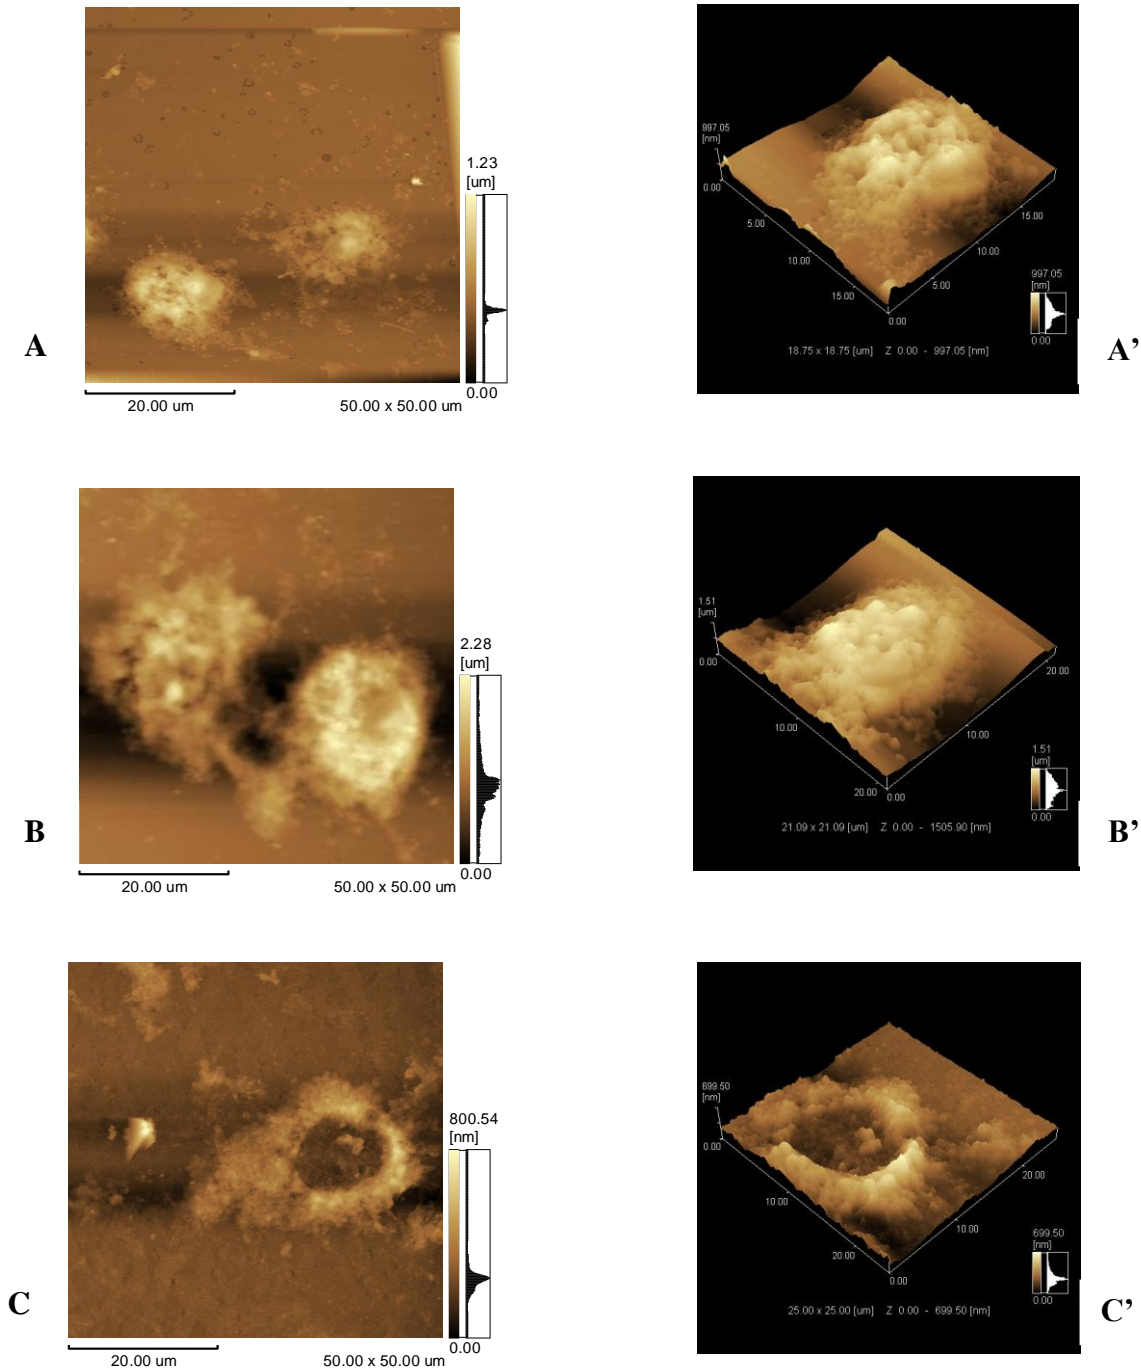 1.23
[um]
0.00
20.00 um
50.00 x 50.00 um
A
997.05
[nm]
0.00
5.00
10.00
15.00
0.00
5.00
10.00
15.00
997.05
[nm]
0.00
18.75 x 18.75 [um] Z 0.00 - 997.05 [nm]
A’
2.28
[um]
0.00
20.00 um
50.00 x 50.00 um
B
1.51
[um]
0.00
10.00
20.00
0.00
10.00
20.00
1.51
[um]
0.00
21.09 x 21.09 [um] Z 0.00 - 1505.90 [nm]
B’
800.54
[nm]
0.00
20.00 um
50.00 x 50.00 um
C
699.50
[nm]
0.00
10.00
20.00
0.00
10.00
20.00
699.50
[nm]
0.00
25.00 x 25.00 [um] Z 0.00 - 699.50 [nm]
C’